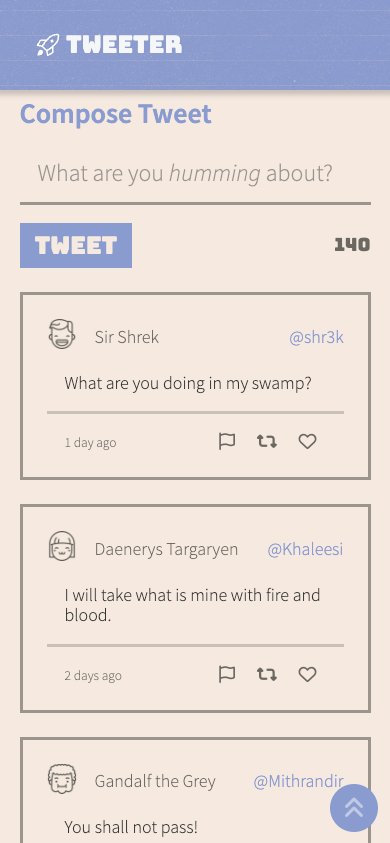 TWEETER
Compose Tweet
What are you humming about?
TWEET 140
Sir Shrek @shr3k
What are you doing in my swamp?
1 day ago
Daenerys Targaryen @Khaleesi
I will take what is mine with fire and
blood.
2 days ago
Gandalf the Grey @Mithrandir
You shall not pass!